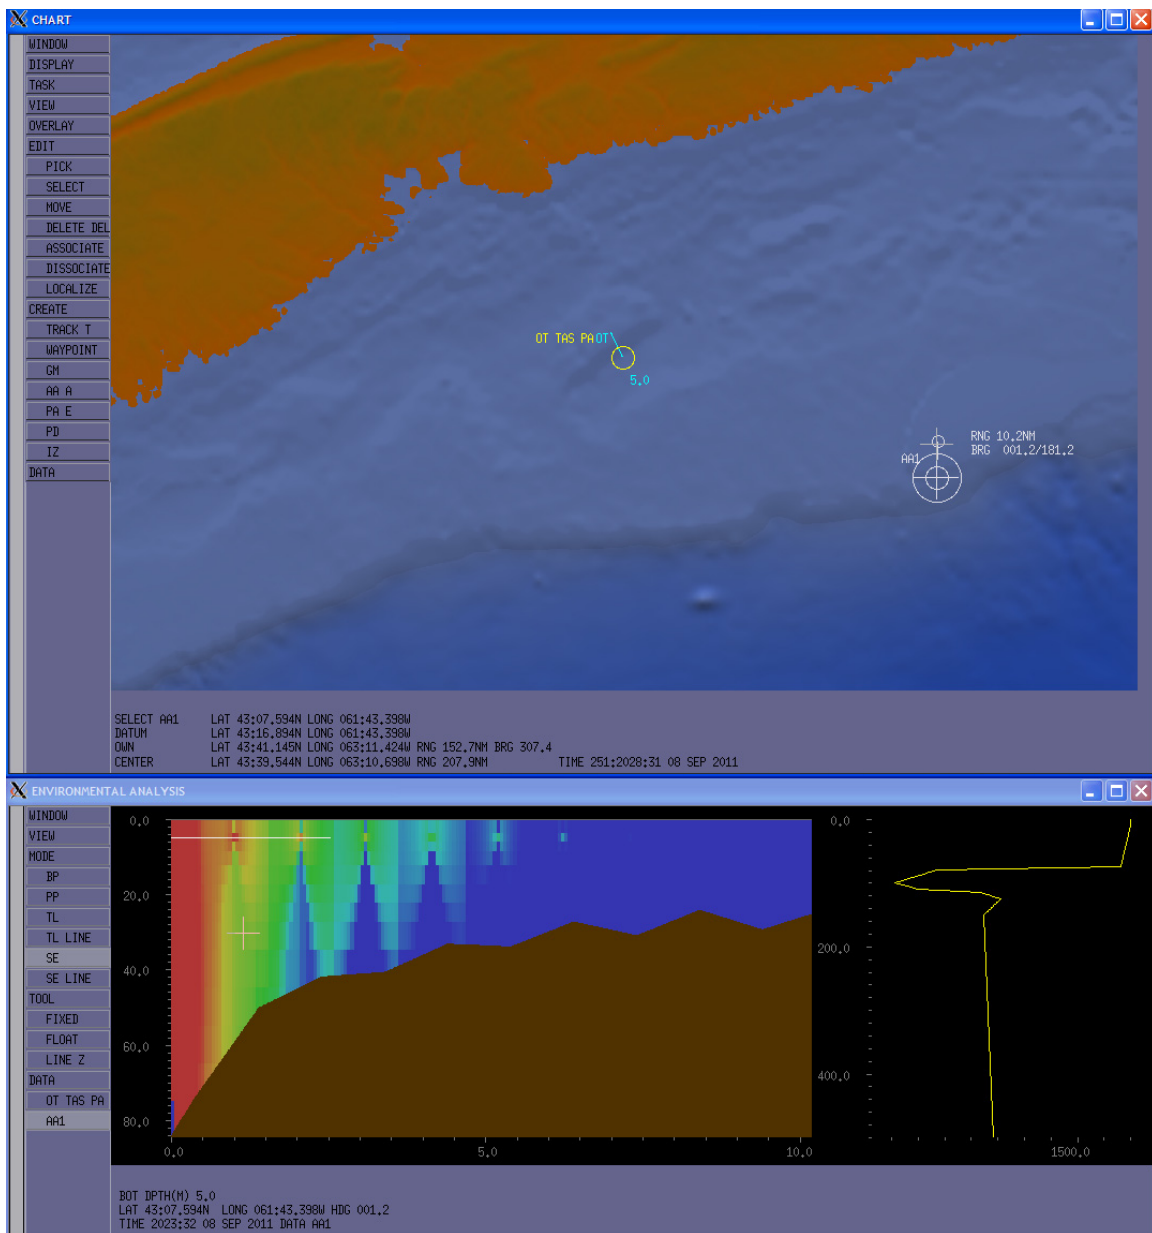 CHART
WINDOW
DISPLAY
TASK
VIEW
OVERLAY
EDIT
PICK
SELECT
MOVE
DELETE DEL
ASSOCIATE
DISSOCIATE
LOCALIZE
CREATE
TRACK T
WAYPOINT
GM
AA A
PA E
PD
IZ
DATA
OT TAS PAOT
5.0
RNG 10.2NM
BRG 001.2/181.2
AA1
SELECT AA1 LAT 43:07.594N LONG 061:43.398W
DATUM LAT 43:16.894N LONG 061:43.398W
OWN LAT 43:41.145N LONG 063:11.424W RNG 152.7NM BRG 307.4
CENTER LAT 43:39.544N LONG 063:10.698W RNG 207.9NM TIME 251:2028:31 08 SEP 2011
ENVIRONMENTAL ANALYSIS
WINDOW
VIEW
MODE
BP
PP
TL
TL LINE
SE
SE LINE
TOOL
FIXED
FLOAT
LINE Z
DATA
OT TAS PA
AA1
0.0
20.0
40.0
60.0
80.0
0.0 5.0 10.0
0.0
200.0
400.0
1500.0
BOT DPTH(M) 5.0
LAT 43:07.594N LONG 061:43.398W HDG 001.2
TIME 2023:32 08 SEP 2011 DATA AA1